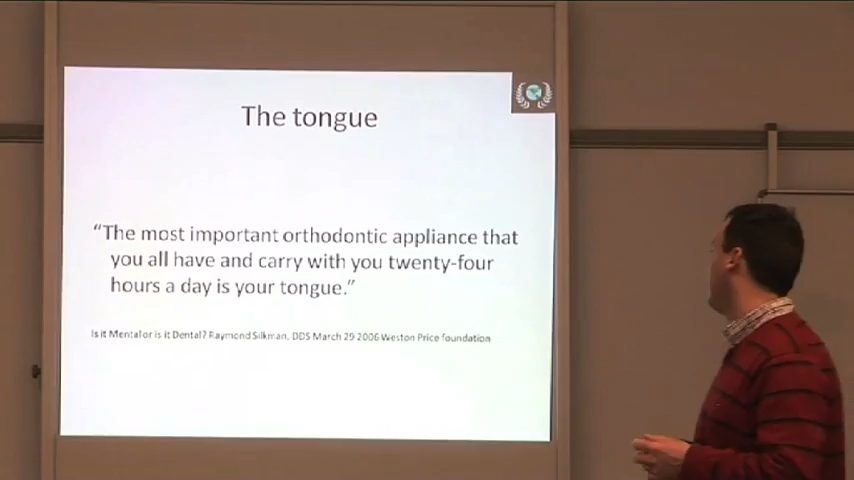 The tongue
“The most important orthodontic appliance that
you all have and carry with you twenty-four
hours a day is your tongue.”
Is it Mental or is it Dental? Raymond Silkman, DDS March 29 2006 Weston Price foundation